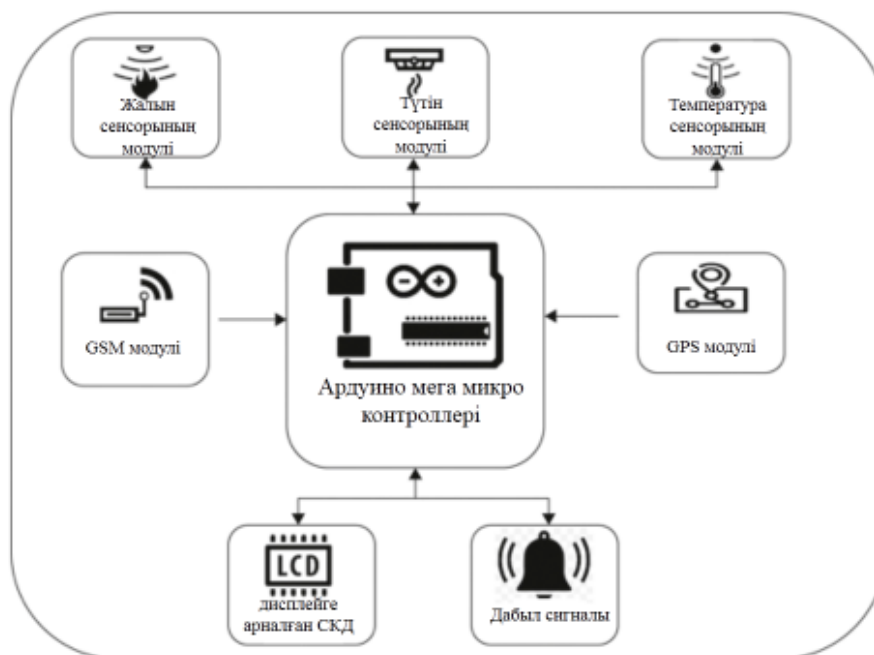 Жалын
сенсорының
модулі
Түтін
сенсорының
модулі
Температура
сенсорының
модулі
GSM модулі
GPS модулі
Ардуино мега микро
контроллері
LCD
дисплейге
арналған СКД
Дабыл сигналы